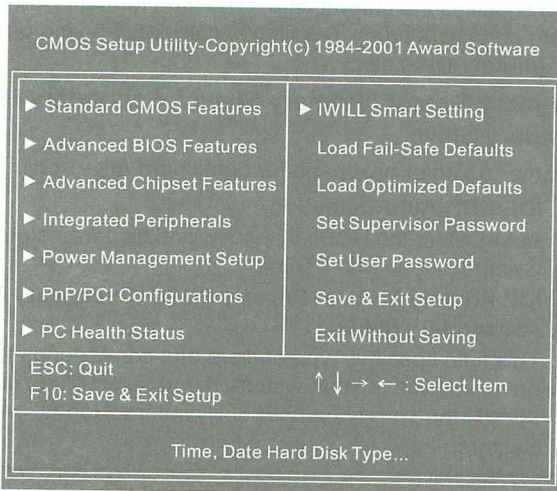 CMOS Setup Utility-Copyright(c) 1984-2001 Award Software
► Standard CMOS Features
► Advanced BIOS Features
► Advanced Chipset Features
► Integrated Peripherals
► Power Management Setup
► PnP/PCI Configurations
► PC Health Status
► IWILL Smart Setting
Load Fail-Safe Defaults
Load Optimized Defaults
Set Supervisor Password
Set User Password
Save & Exit Setup
Exit Without Saving
ESC: Quit
F10: Save & Exit Setup
↑ ↓ → ← : Select Item
Time, Date Hard Disk Type...